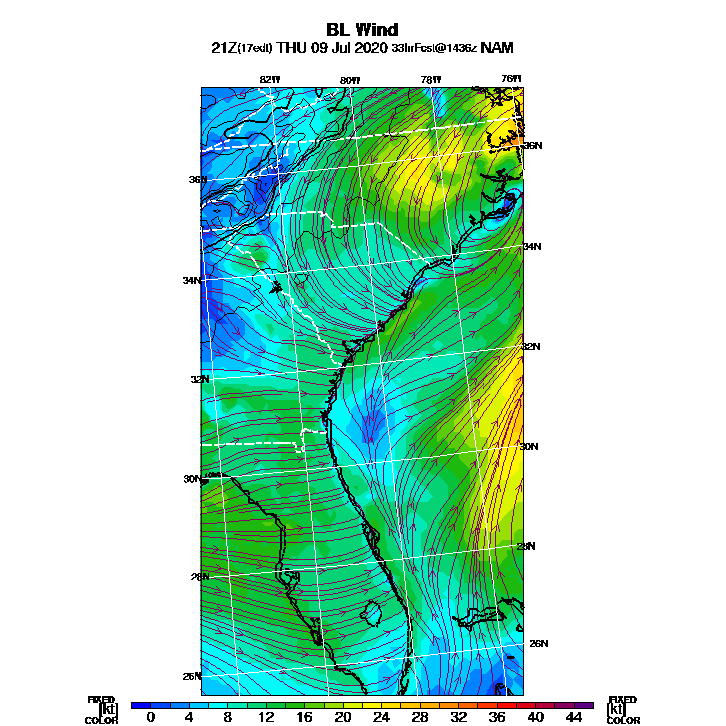 BL Wind
21Z(17edt) THU 09 Jul 2020 33hrFcst@1436z NAM
82W 80W 78W 76W
36N
36N
34N
34N
32N
32N
30N
30N
28N
28N
26N
26N
FIXED [kt] COLOR 0 4 8 12 16 20 24 28 32 36 40 44 FIXED [kt] COLOR